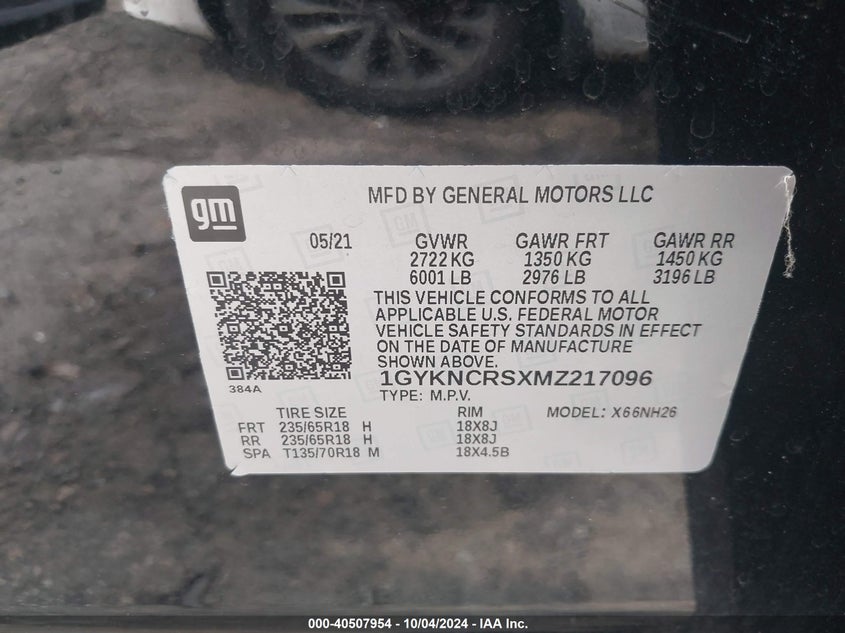 gm
MFD BY GENERAL MOTORS LLC
05/21 GVWR GAWR FRT GAWR RR
2722 KG 1350 KG 1450 KG
6001 LB 2976 LB 3196 LB
THIS VEHICLE CONFORMS TO ALL
APPLICABLE U.S. FEDERAL MOTOR
VEHICLE SAFETY STANDARDS IN EFFECT
ON THE DATE OF MANUFACTURE
SHOWN ABOVE.
384A
1GYKNCRSXMZ217096
TYPE: M.P.V.
TIRE SIZE RIM MODEL: X66NH26
FRT 235/65R18 H 18X8J
RR 235/65R18 H 18X8J
SPA T135/70R18 M 18X4.5B
000-40507954 - 10/04/2024 - IAA Inc.